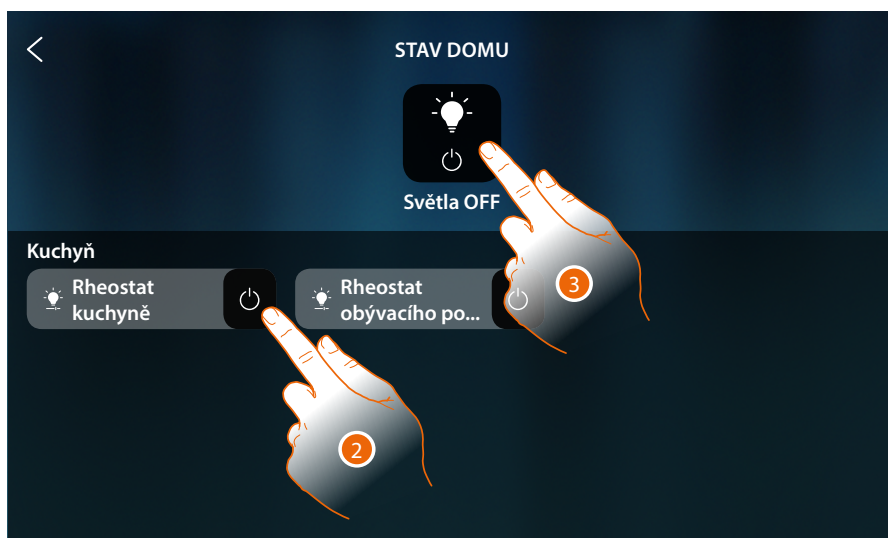 STAV DOMU
Světla OFF
Kuchyň
Rheostat
kuchyně
Rheostat
obývacího po...
3
2